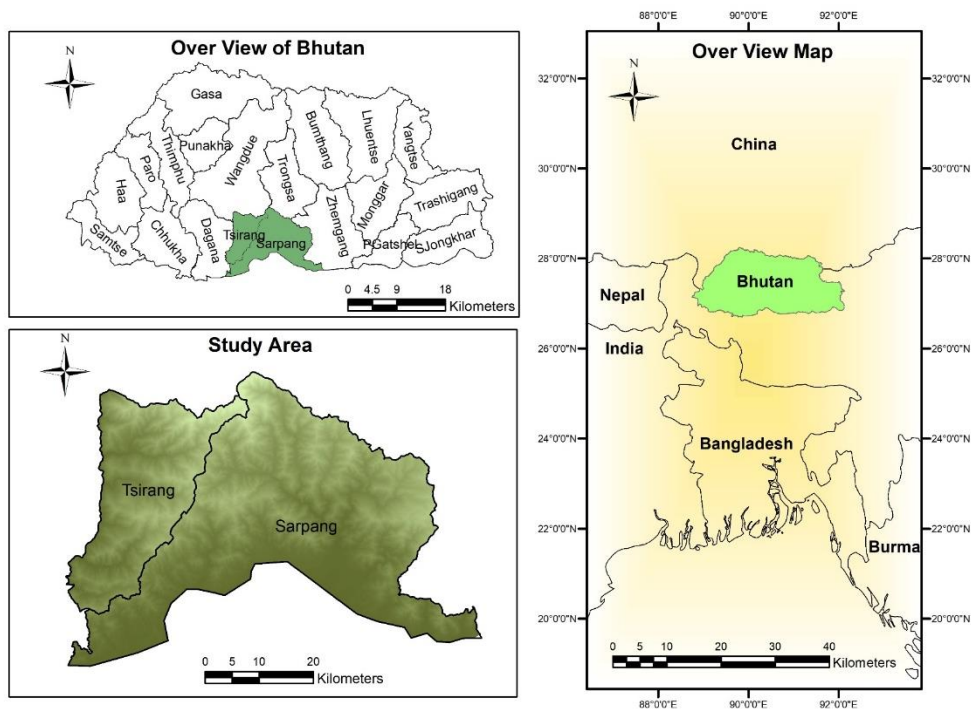 Over View of Bhutan
N
Gasa
Punakha
Thimphu
Paro
Haa
Wangdue
Bumthang
Lhuentse
Yangtse
Trongsa
Zhemgang
Monggar
Trashigang
Samtse
Chhukha
Dagana
Tsirang
Sarpang
PGatshel
SJongkhar
0 4.5 9 18
Kilometers
Study Area
N
Tsirang
Sarpang
0 5 10 20
Kilometers
88°0'0"E 90°0'0"E 92°0'0"E
Over View Map
N
32°0'0"N 32°0'0"N
China
30°0'0"N 30°0'0"N
28°0'0"N 28°0'0"N
Bhutan
Nepal
India
26°0'0"N 26°0'0"N
24°0'0"N 24°0'0"N
Bangladesh
22°0'0"N 22°0'0"N
Burma
20°0'0"N 20°0'0"N
0 5 10 20 30 40
Kilometers
88°0'0"E 90°0'0"E 92°0'0"E